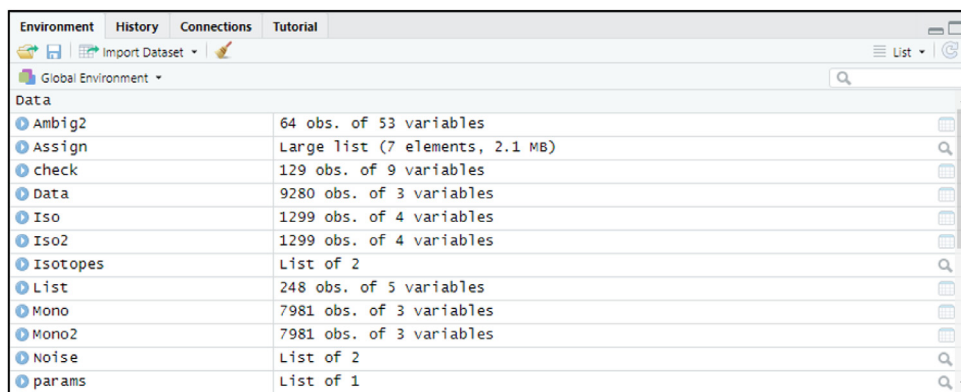 Environment History Connections Tutorial
Import Dataset List
Global Environment
Data
Ambig2 64 obs. of 53 variables
Assign Large list (7 elements, 2.1 MB)
check 129 obs. of 9 variables
Data 9280 obs. of 3 variables
Iso 1299 obs. of 4 variables
Iso2 1299 obs. of 4 variables
Isotopes List of 2
List 248 obs. of 5 variables
Mono 7981 obs. of 3 variables
Mono2 7981 obs. of 3 variables
Noise List of 2
params List of 1